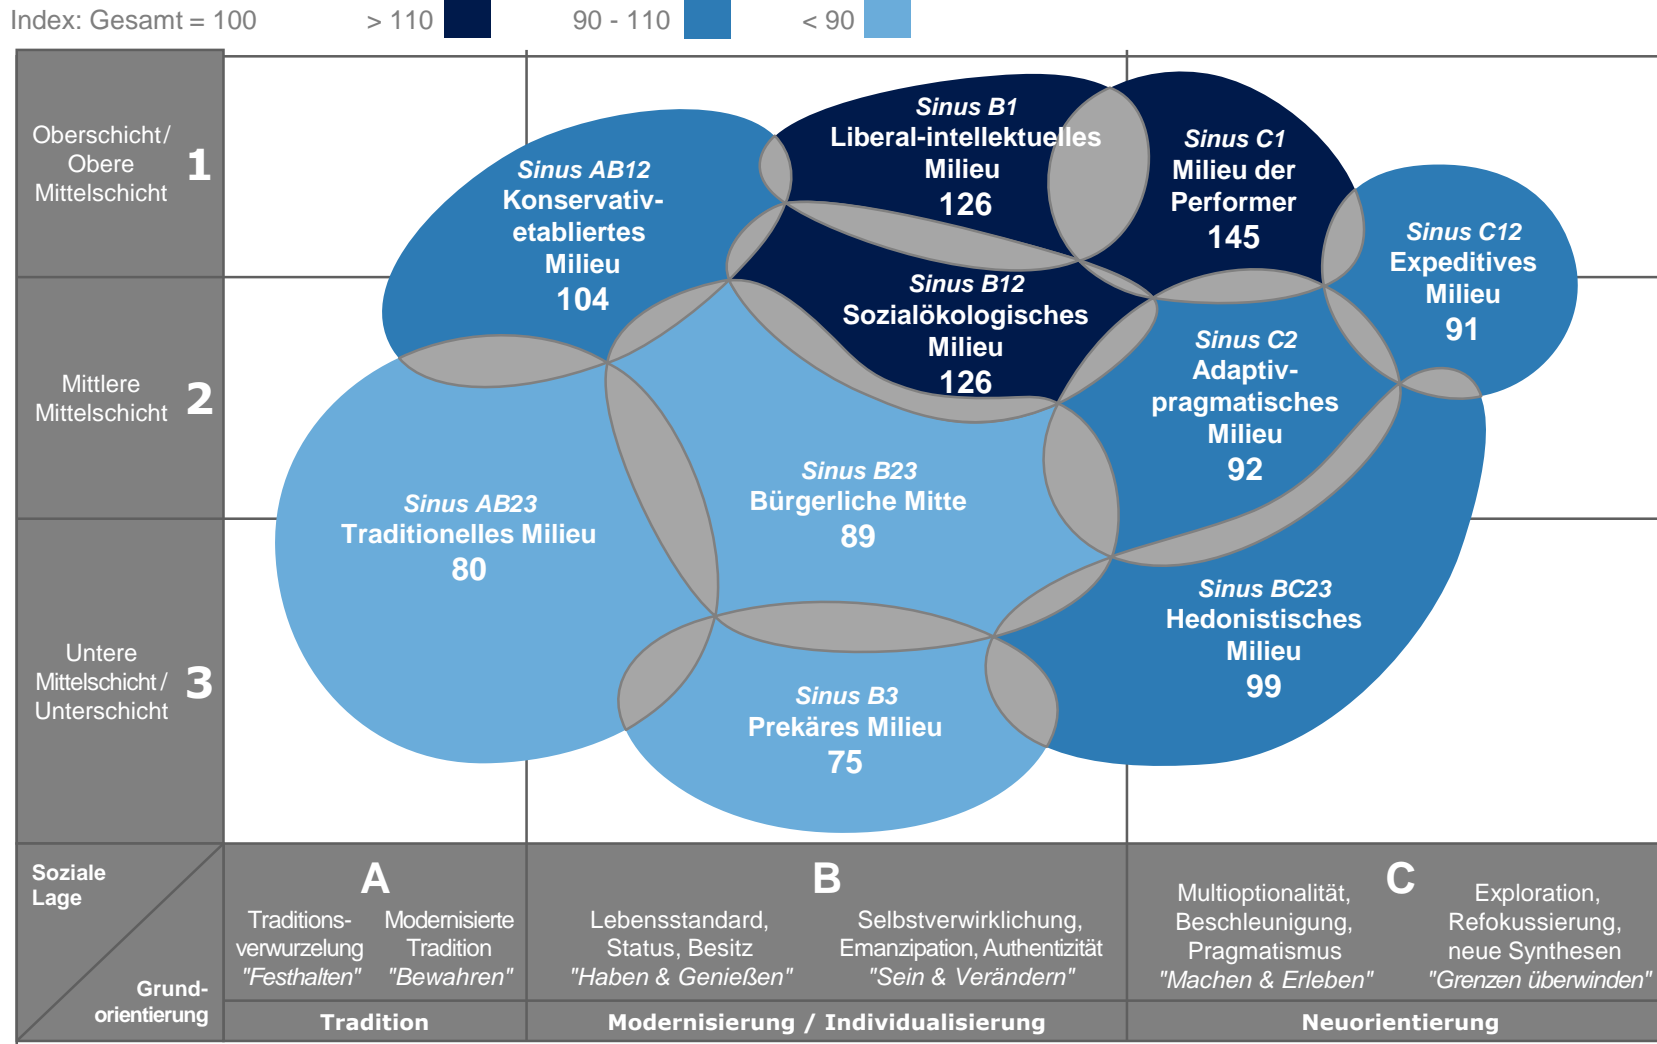 Index: Gesamt = 100
> 110
90 - 110
< 90
Oberschicht/
Obere
Mittelschicht
1
Mittlere
Mittelschicht
2
Untere
Mittelschicht /
Unterschicht
3
Sinus AB12
Konservativ-
etabliertes
Milieu
104
Sinus B1
Liberal-intellektuelles
Milieu
126
Sinus C1
Milieu der
Performer
145
Sinus C12
Expeditives
Milieu
91
Sinus B12
Sozialökologisches
Milieu
126
Sinus C2
Adaptiv-
pragmatisches
Milieu
92
Sinus AB23
Traditionelles Milieu
80
Sinus B23
Bürgerliche Mitte
89
Sinus BC23
Hedonistisches
Milieu
99
Sinus B3
Prekäres Milieu
75
Soziale
Lage
Grund-
orientierung
A
Traditions-
verwurzelung
"Festhalten"
Modernisierte
Tradition
"Bewahren"
B
Lebensstandard,
Status, Besitz
"Haben & Genießen"
Selbstverwirklichung,
Emanzipation, Authentizität
"Sein & Verändern"
C
Multioptionalität,
Beschleunigung,
Pragmatismus
"Machen & Erleben"
Exploration,
Refokussierung,
neue Synthesen
"Grenzen überwinden"
Tradition
Modernisierung / Individualisierung
Neuorientierung